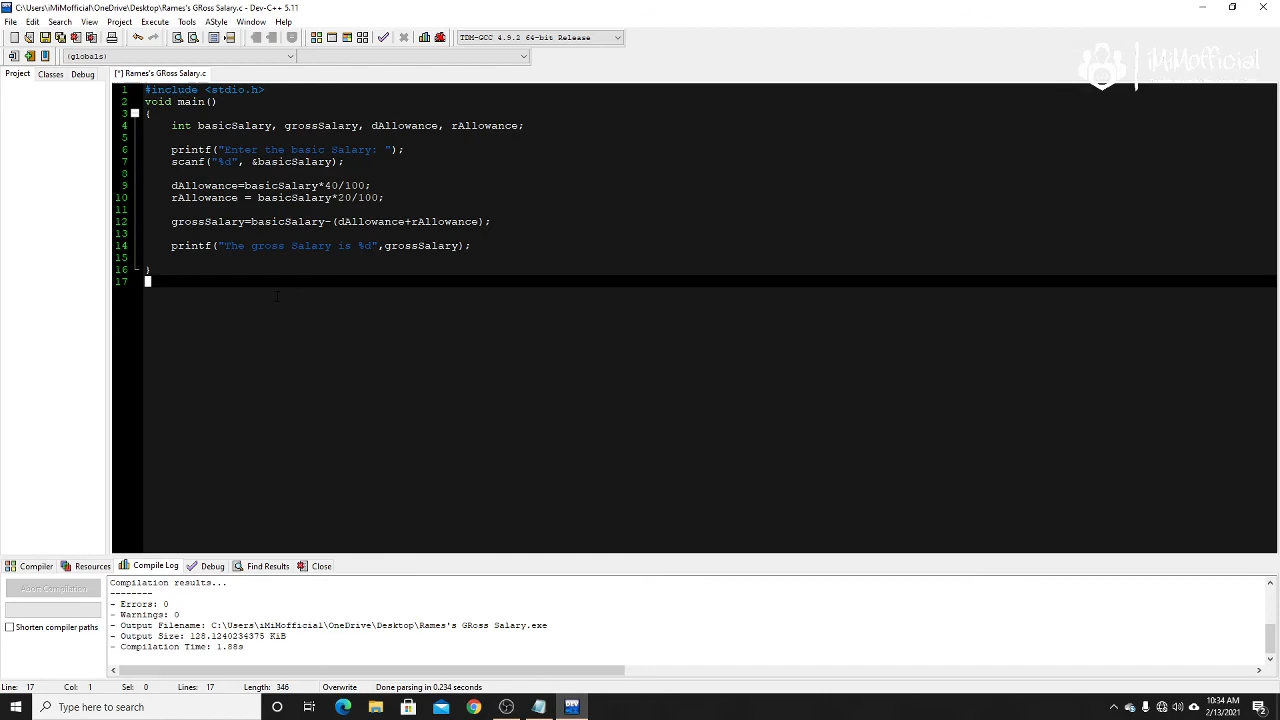 C:\Users\iMiMofficial\OneDrive\Desktop\Rames's GRoss Salary.c - Dev-C++ 5.11
File Edit Search View Project Execute Tools AStyle Window Help
TDM-GCC 4.9.2 64-bit Release
(globals)
iMiMofficial
Project Classes Debug
[*] Rames's GRoss Salary.c
1 #include <stdio.h>
2 void main()
3 {
4 int basicSalary, grossSalary, dAllowance, rAllowance;
5
6 printf("Enter the basic Salary: ");
7 scanf("%d", &basicSalary);
8
9 dAllowance=basicSalary*40/100;
10 rAllowance = basicSalary*20/100;
11
12 grossSalary=basicSalary-(dAllowance+rAllowance);
13
14 printf("The gross Salary is %d",grossSalary);
15
16 }
17
Compiler Resources Compile Log Debug Find Results Close
Abort Compilation
Shorten compiler paths
Compilation results...
--------
- Errors: 0
- Warnings: 0
- Output Filename: C:\Users\iMiMofficial\OneDrive\Desktop\Rames's GRoss Salary.exe
- Output Size: 128.1240234375 KiB
- Compilation Time: 1.88s
Line: 17 Col: 1 Sel: 0 Lines: 17 Length: 346 Overwrite Done parsing in 0.234 seconds
Type here to search
DEV
10:34 AM
2/13/2021
2